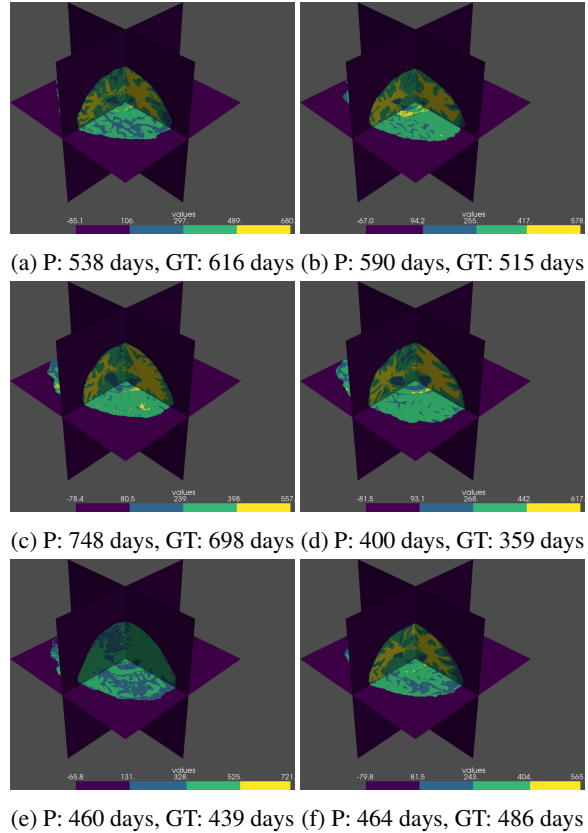 values values
-85.1 106. 297. 489. 680. -67.0 94.2 255. 417. 578.
(a) P: 538 days, GT: 616 days (b) P: 590 days, GT: 515 days
values values
-78.4 80.5 239. 398. 557. -81.5 93.1 268. 442. 617.
(c) P: 748 days, GT: 698 days (d) P: 400 days, GT: 359 days
values values
-65.8 131. 328. 525. 721. -79.8 81.5 243. 404. 565.
(e) P: 460 days, GT: 439 days (f) P: 464 days, GT: 486 days